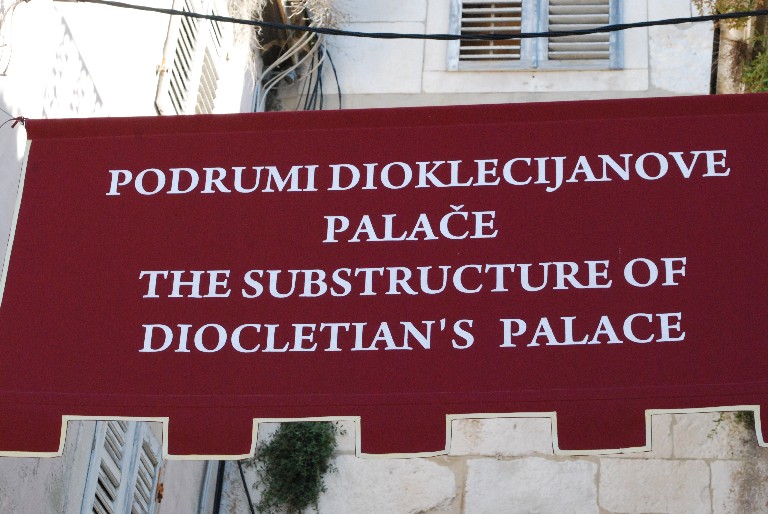 PODRUMI DIOKLECIJANOVE
PALAČE
THE SUBSTRUCTURE OF
DIOCLETIAN'S PALACE